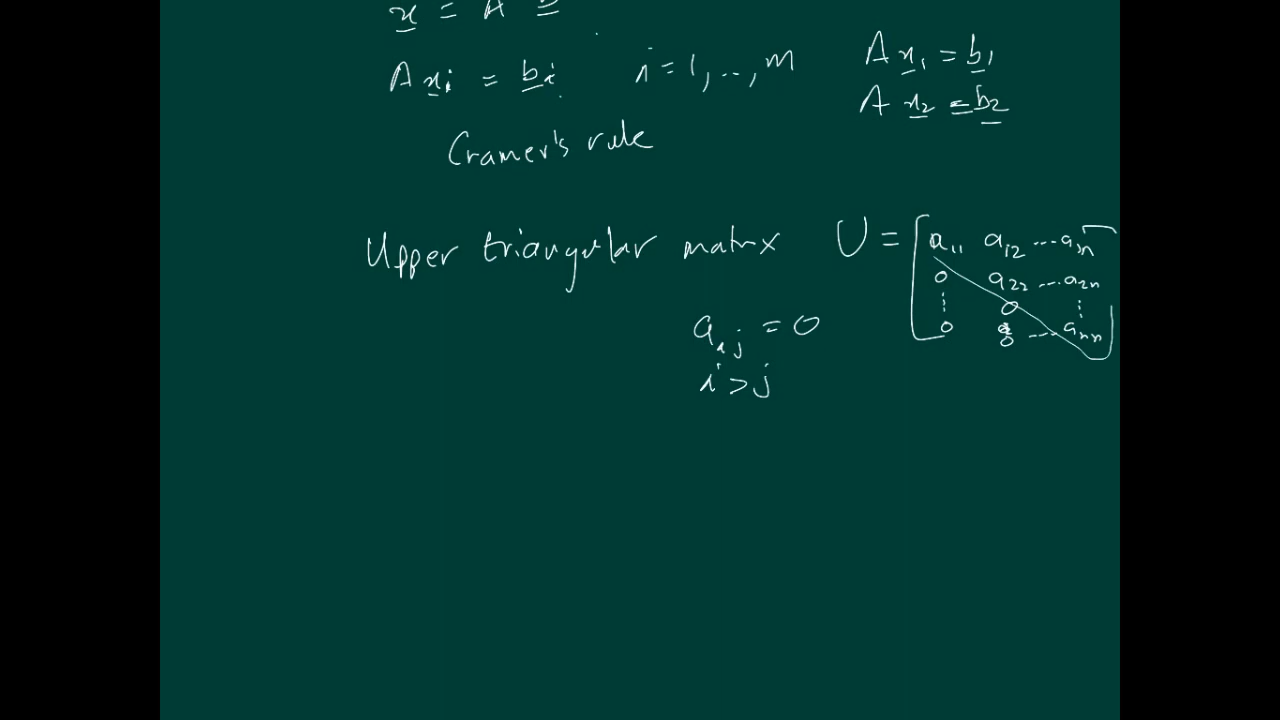 x = A b
A xi = bi i = 1, .., m A x1 = b1
A x2 = b2
Cramer's rule
Upper triangular matrix U = [ a11 a12 ... a1n
0 a22 ... a2n
⋮ 0 ⋮
0 0 ... ann ]
aij = 0
i > j